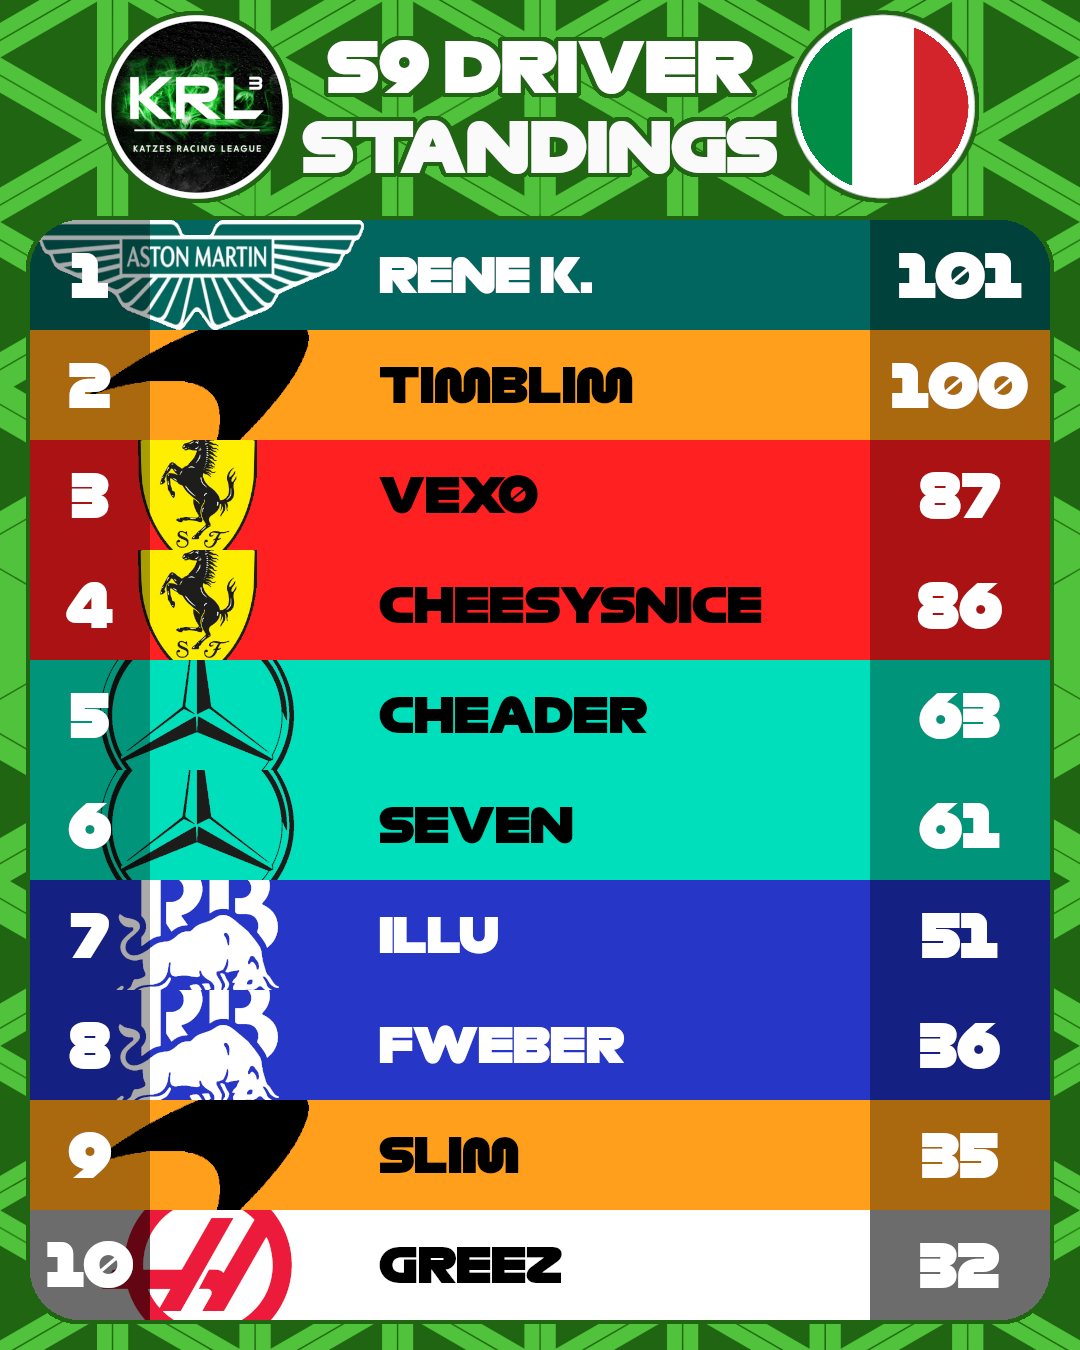 KRL3
KATZES RACING LEAGUE
S9 DRIVER
STANDINGS
1 ASTON MARTIN RENE K. 101
2 TIMBLIM 100
3 S F VEXO 87
4 S F CHEESYSNICE 86
5 CHEADER 63
6 SEVEN 61
7 RB ILLU 51
8 RB FWEBER 36
9 SLIM 35
10 H GREEZ 32